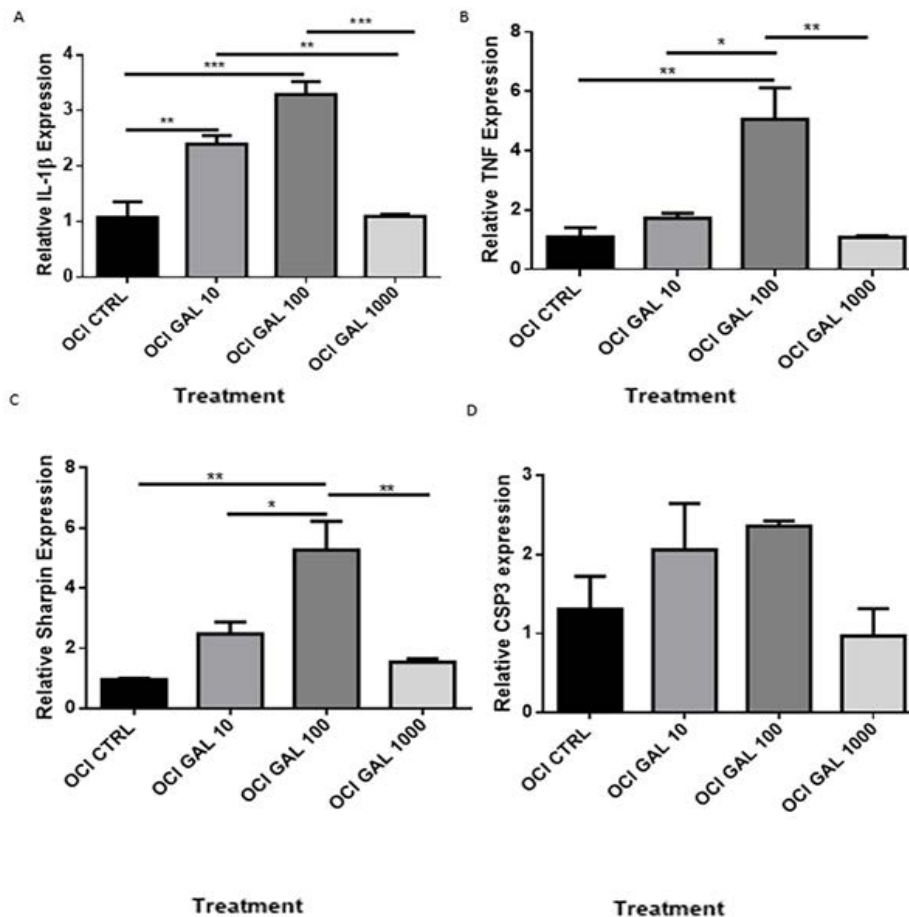 A
Relative IL-1β Expression
4
3
2
1
0
***
**
***
**
OCI CTRL
OCI GAL 10
OCI GAL 100
OCI GAL 1000
Treatment
B
Relative TNF Expression
8
6
4
2
0
**
*
**
OCI CTRL
OCI GAL 10
OCI GAL 100
OCI GAL 1000
Treatment
C
Relative Sharpin Expression
8
6
4
2
0
**
**
*
OCI CTRL
OCI GAL 10
OCI GAL 100
OCI GAL 1000
Treatment
D
Relative CSP3 expression
3
2
1
0
OCI CTRL
OCI GAL 10
OCI GAL 100
OCI GAL 1000
Treatment